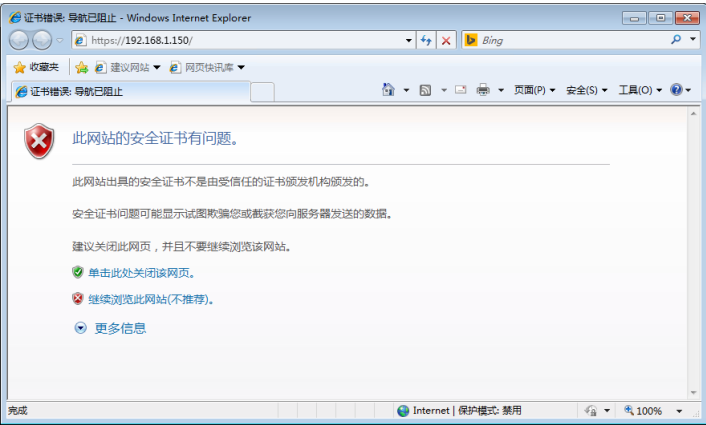 证书错误: 导航已阻止 - Windows Internet Explorer
https://192.168.1.150/
Bing
收藏夹 建议网站 网页快讯库
证书错误: 导航已阻止
页面(P) 安全(S) 工具(O)
此网站的安全证书有问题。
此网站出具的安全证书不是由受信任的证书颁发机构颁发的。
安全证书问题可能显示试图欺骗您或截获您向服务器发送的数据。
建议关闭此网页，并且不要继续浏览该网站。
单击此处关闭该网页。
继续浏览此网站(不推荐)。
更多信息
完成
Internet | 保护模式: 禁用
100%